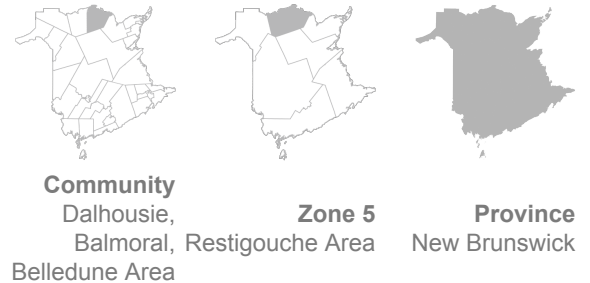 Community
Dalhousie,
Balmoral,
Belledune Area
Zone 5
Restigouche Area
Province
New Brunswick